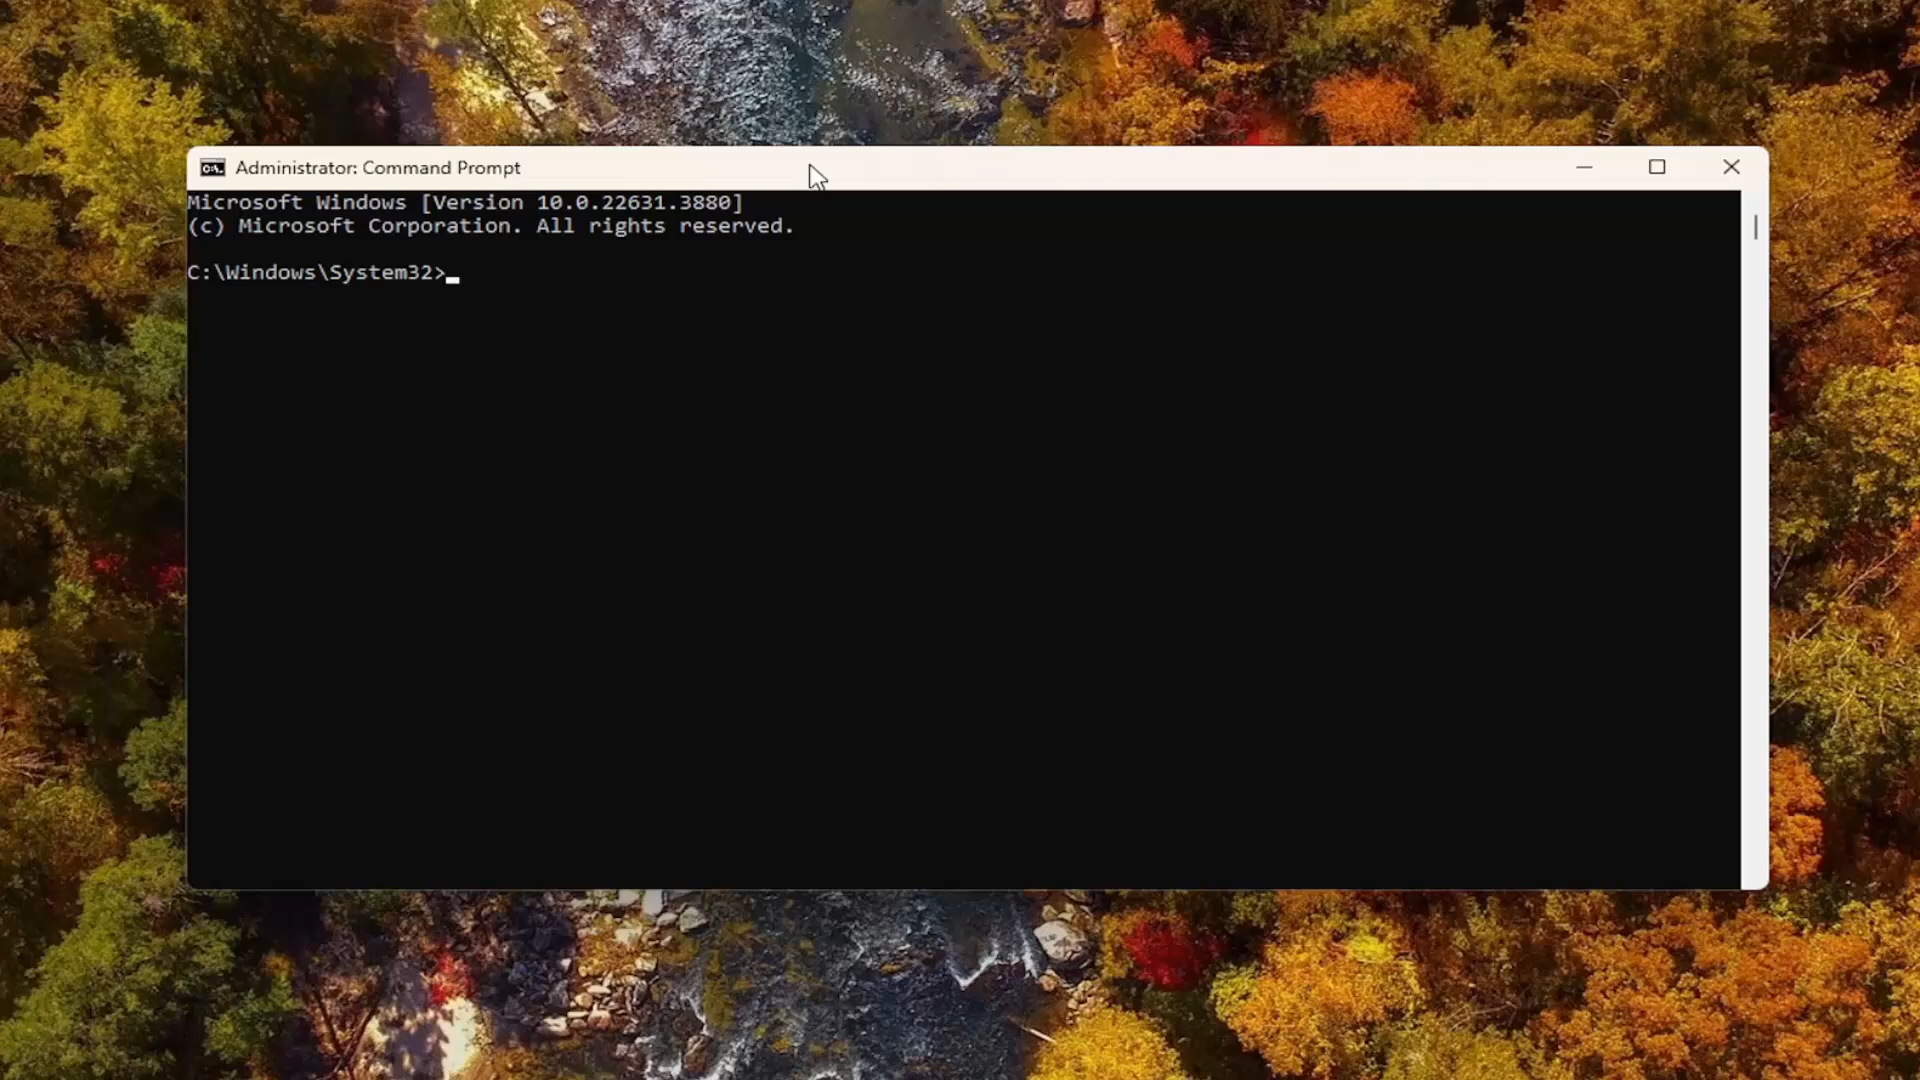 Administrator: Command Prompt
Microsoft Windows [Version 10.0.22631.3880]
(c) Microsoft Corporation. All rights reserved.
C:\Windows\System32>